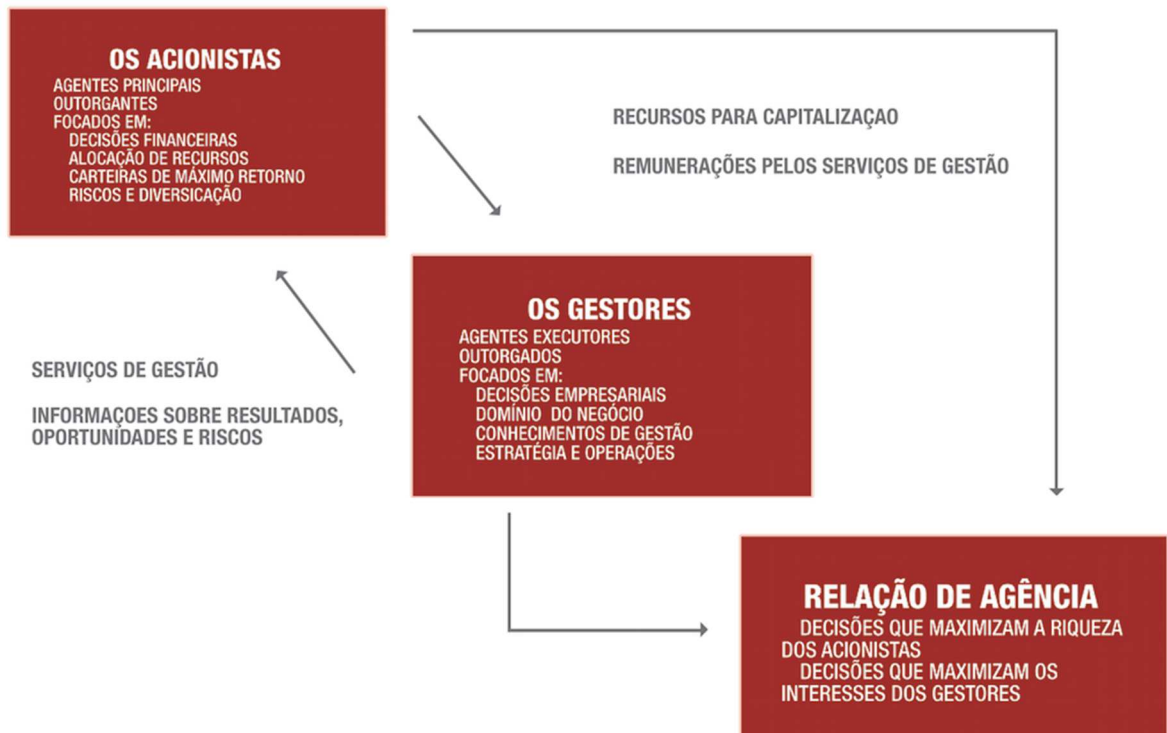 OS ACIONISTAS
AGENTES PRINCIPAIS
OUTORGANTES
FOCADOS EM:
DECISÕES FINANCEIRAS
ALOCAÇÃO DE RECURSOS
CARTEIRAS DE MÁXIMO RETORNO
RISCOS E DIVERSICAÇÃO
RECURSOS PARA CAPITALIZAÇAO
REMUNERAÇÕES PELOS SERVIÇOS DE GESTÃO
OS GESTORES
AGENTES EXECUTORES
OUTORGADOS
FOCADOS EM:
DECISÕES EMPRESARIAIS
DOMÍNIO DO NEGÓCIO
CONHECIMENTOS DE GESTÃO
ESTRATÉGIA E OPERAÇÕES
SERVIÇOS DE GESTÃO
INFORMAÇOES SOBRE RESULTADOS,
OPORTUNIDADES E RISCOS
RELAÇÃO DE AGÊNCIA
DECISÕES QUE MAXIMIZAM A RIQUEZA
DOS ACIONISTAS
DECISÕES QUE MAXIMIZAM OS
INTERESSES DOS GESTORES